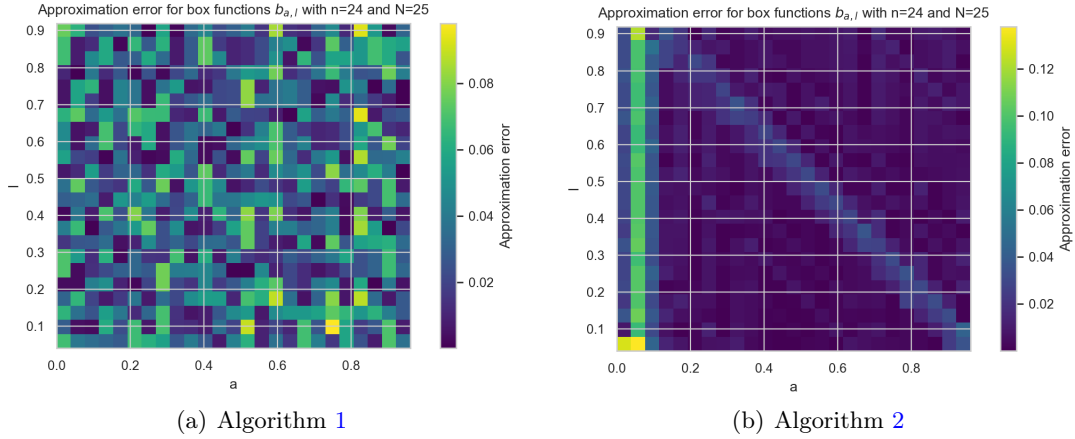 Approximation error for box functions b_{a,l} with n=24 and N=25
0.9
0.8
0.7
0.6
0.5
0.4
0.3
0.2
0.1
l
0.0 0.2 0.4 0.6 0.8
a
0.08
0.06
0.04
0.02
Approximation error
(a) Algorithm 1
Approximation error for box functions b_{a,l} with n=24 and N=25
0.9
0.8
0.7
0.6
0.5
0.4
0.3
0.2
0.1
l
0.0 0.2 0.4 0.6 0.8
a
0.12
0.10
0.08
0.06
0.04
0.02
Approximation error
(b) Algorithm 2